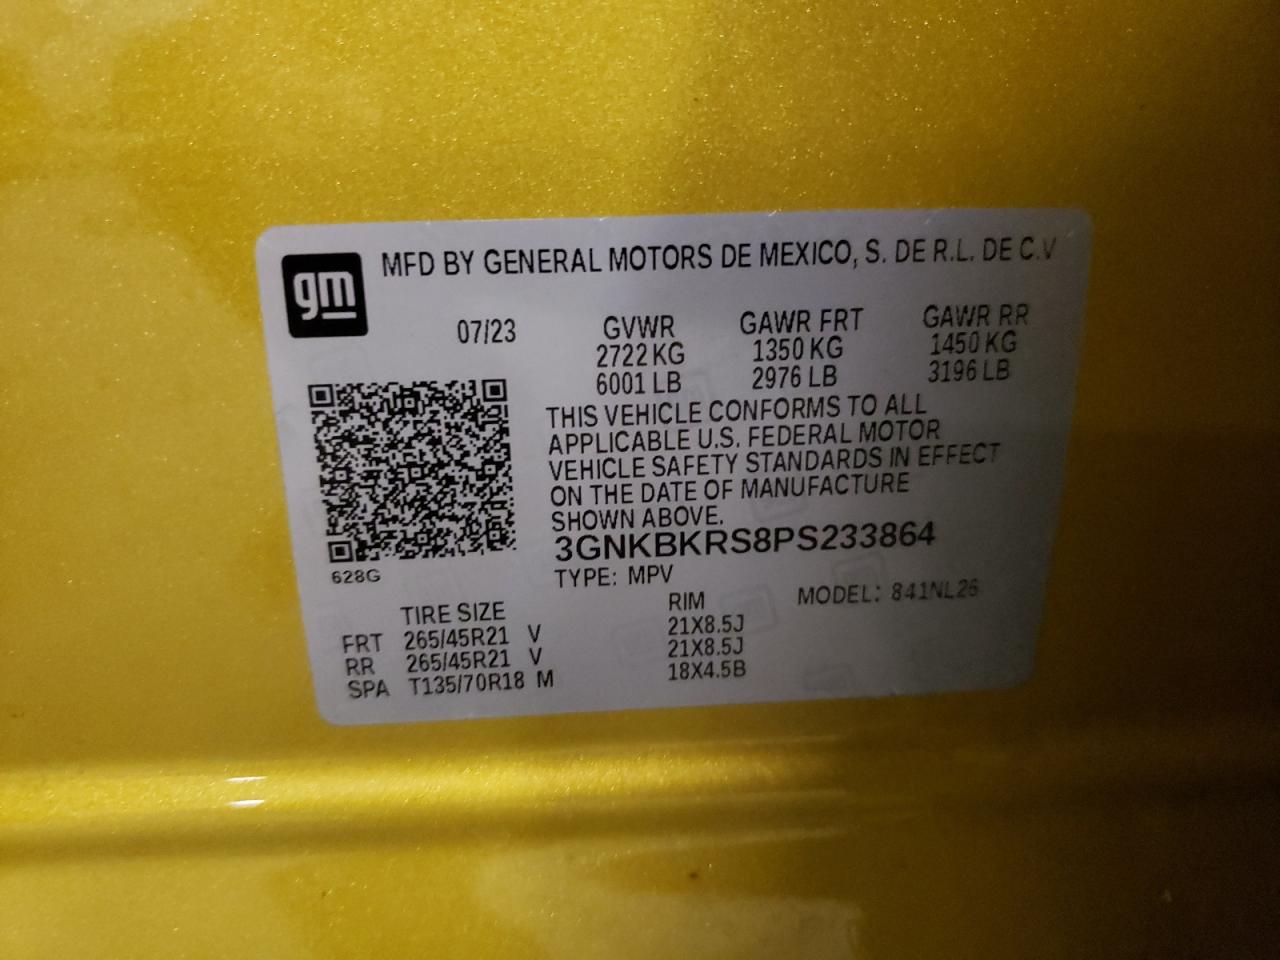 gm
MFD BY GENERAL MOTORS DE MEXICO, S. DE R.L. DE C.V
07/23 GVWR GAWR FRT GAWR RR
2722 KG 1350 KG 1450 KG
6001 LB 2976 LB 3196 LB
THIS VEHICLE CONFORMS TO ALL
APPLICABLE U.S. FEDERAL MOTOR
VEHICLE SAFETY STANDARDS IN EFFECT
ON THE DATE OF MANUFACTURE
SHOWN ABOVE.
3GNKBKRS8PS233864
628G
TYPE: MPV MODEL: 841NL26
TIRE SIZE RIM
FRT 265/45R21 V 21X8.5J
RR 265/45R21 V 21X8.5J
SPA T135/70R18 M 18X4.5B